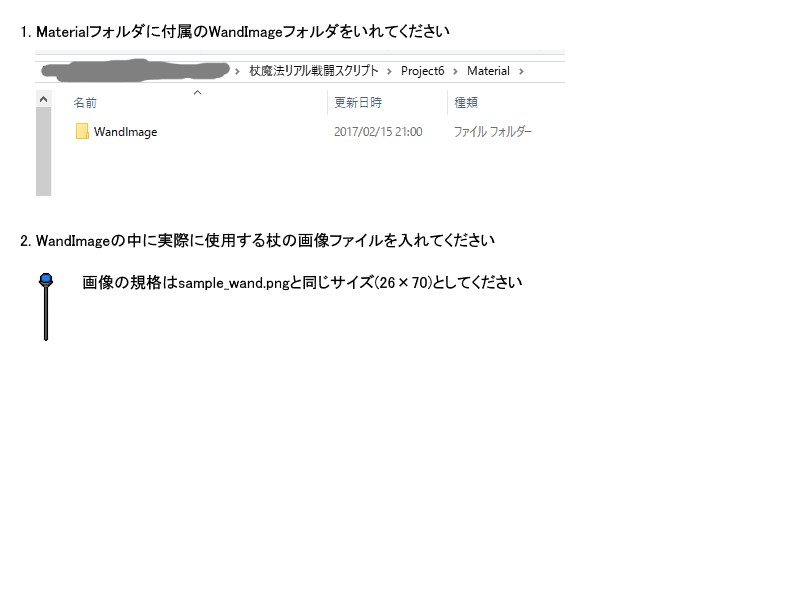 1. Materialフォルダに付属のWandImageフォルダをいれてください
杖魔法リアル戦闘スクリプト > Project6 > Material >
名前 更新日時 種類
WandImage 2017/02/15 21:00 ファイル フォルダー
2. WandImageの中に実際に使用する杖の画像ファイルを入れてください
画像の規格はsample_wand.pngと同じサイズ(26×70)としてください